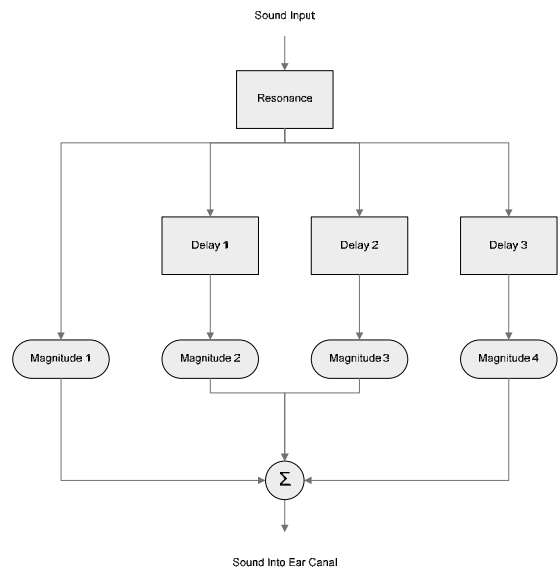 Sound Input
Resonance
Delay 1
Delay 2
Delay 3
Magnitude 1
Magnitude 2
Magnitude 3
Magnitude 4
Σ
Sound Into Ear Canal